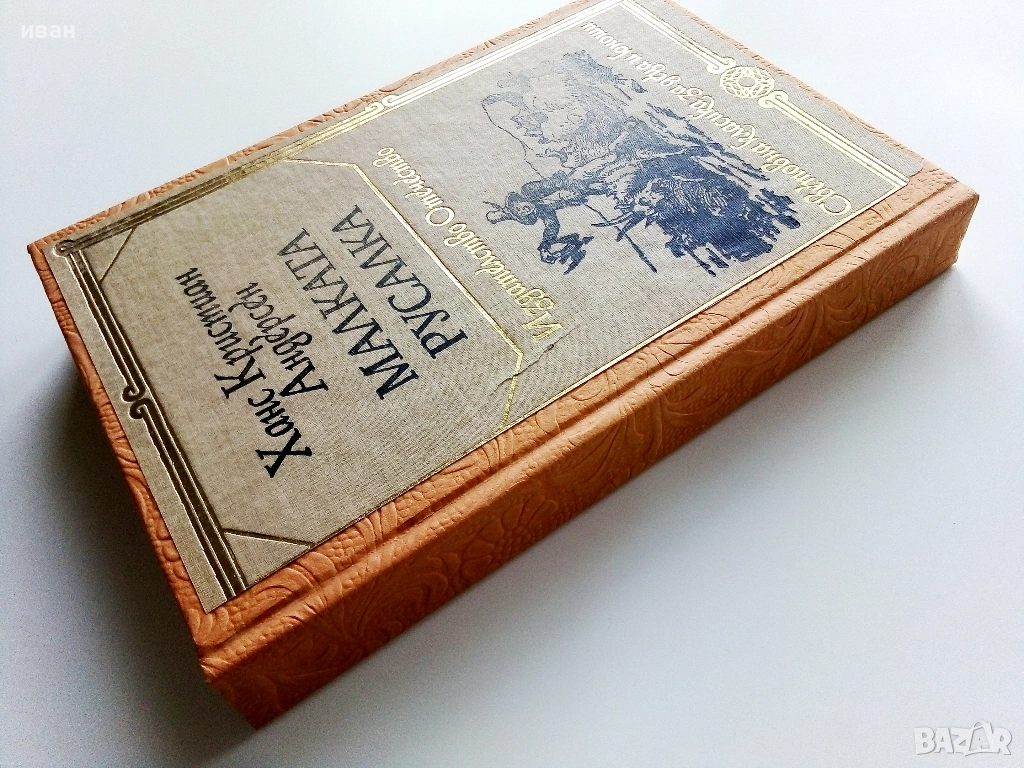 Ханс Кристиан
Андерсен
МАЛКАТА
РУСАЛКА
Издателство Отечество
Световна класика за деца и юноши
иван
BAZAR